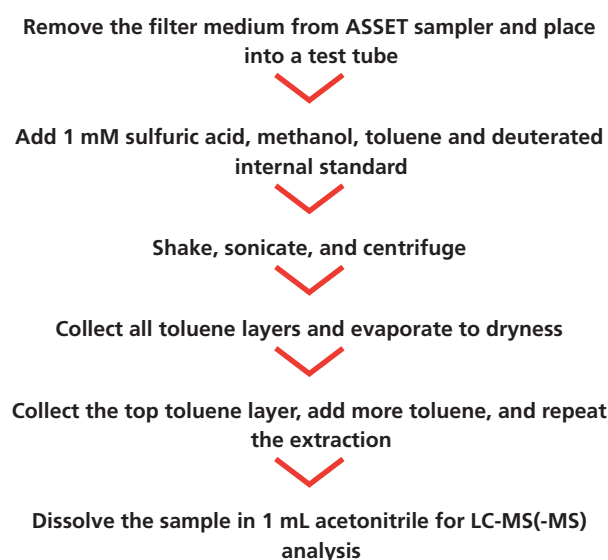 Remove the filter medium from ASSET sampler and place
into a test tube
Add 1 mM sulfuric acid, methanol, toluene and deuterated
internal standard
Shake, sonicate, and centrifuge
Collect all toluene layers and evaporate to dryness
Collect the top toluene layer, add more toluene, and repeat
the extraction
Dissolve the sample in 1 mL acetonitrile for LC-MS(-MS)
analysis